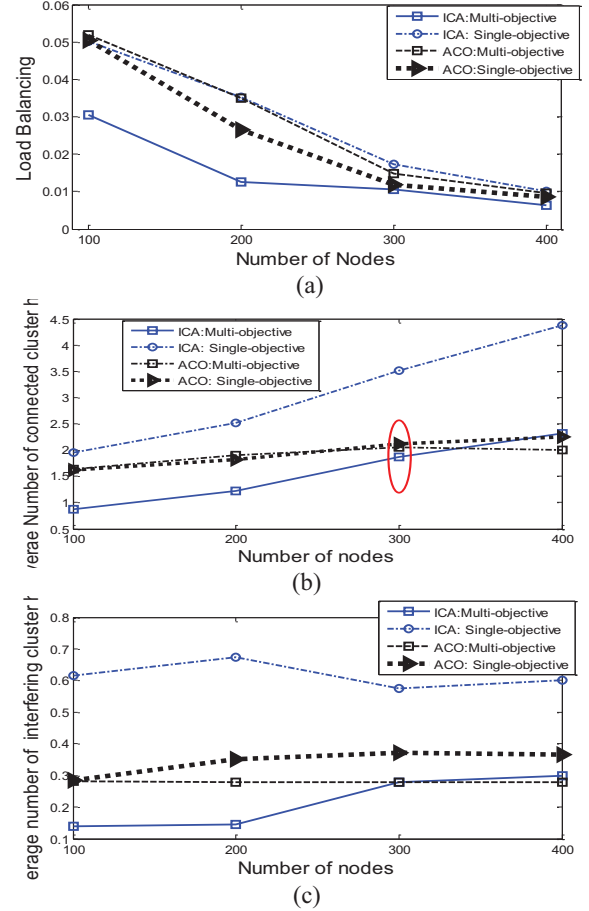 0.06
0.05
0.04
0.03
0.02
0.01
0
Load Balancing
ICA:Multi-objective
ICA: Single-objective
ACO:Multi-objective
ACO:Single-objective
100
200
300
400
Number of Nodes
(a)
4.5
4
3.5
3
2.5
2
1.5
1
0.5
Number of connected cluster
ICA:Multi-objective
ICA: Single-objective
ACO:Multi-objective
ACO: Single-objective
100
200
300
400
Number of nodes
(b)
0.8
0.7
0.6
0.5
0.4
0.3
0.2
0.1
erage number of interfering cluster
ICA:Multi-objective
ICA: Single-objective
ACO:Multi-objective
ACO: Single-objective
100
200
300
400
Number of nodes
(c)